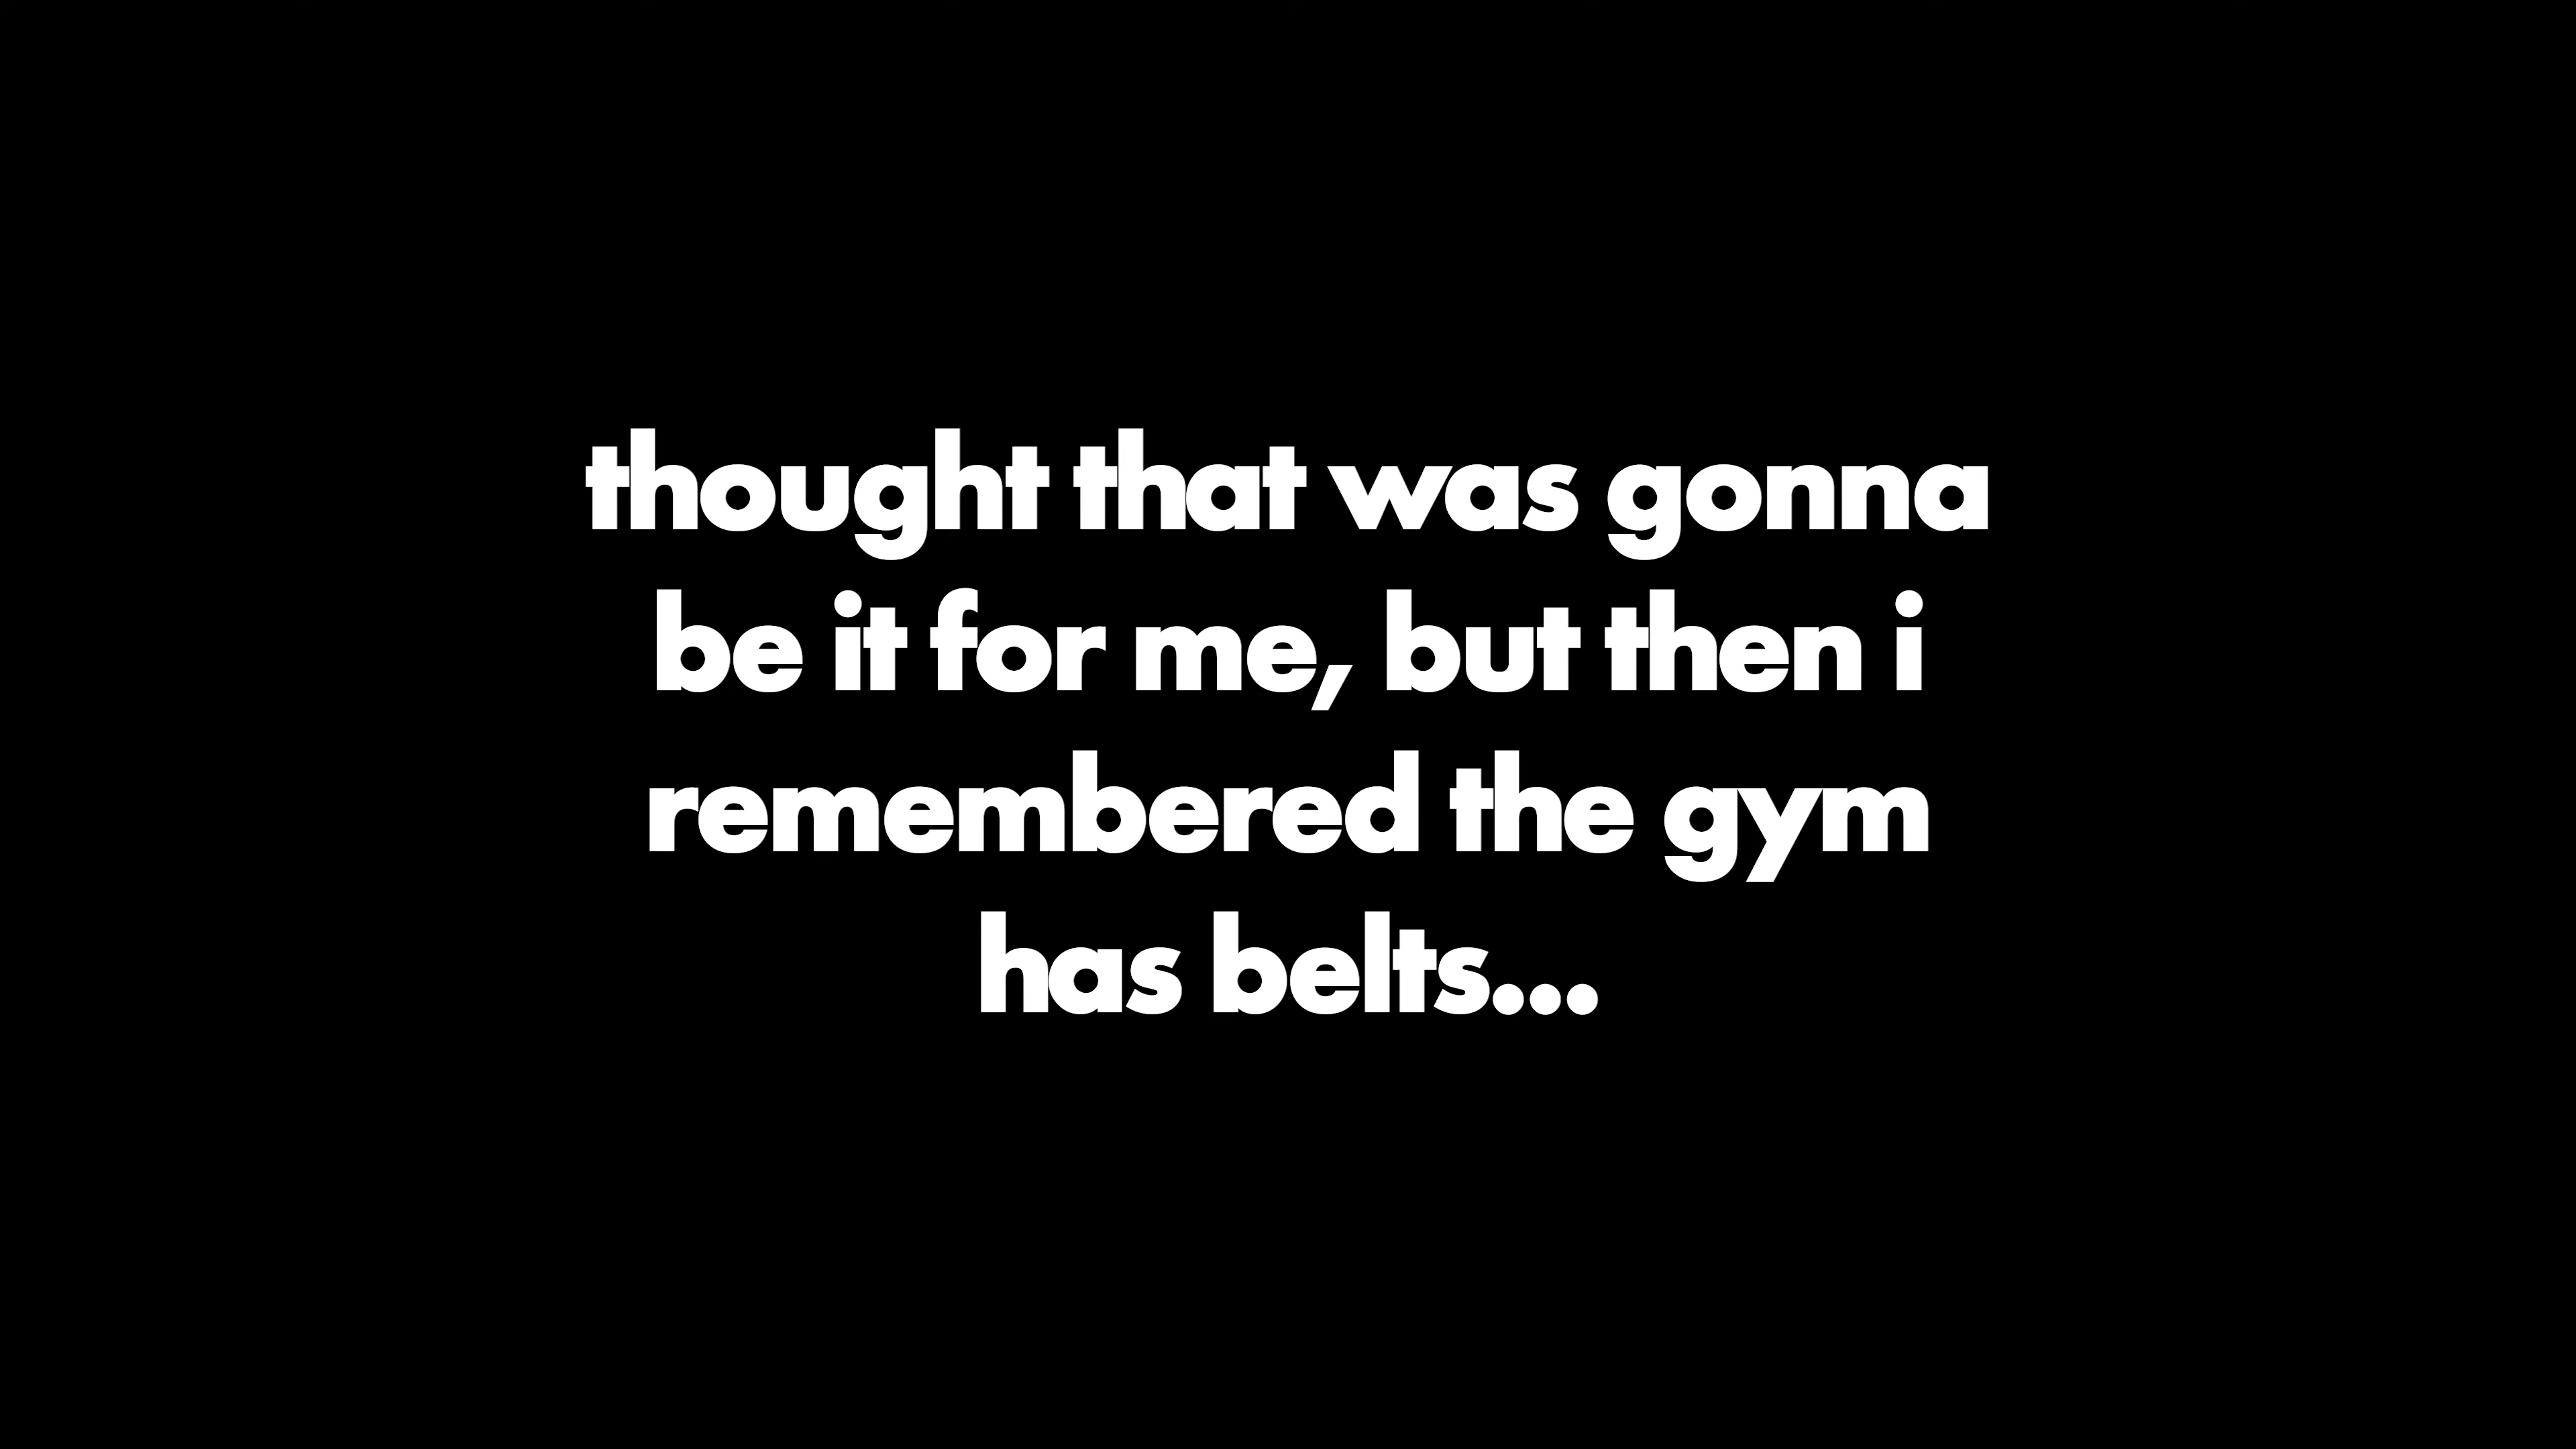 thought that was gonna
be it for me, but then i
remembered the gym
has belts...